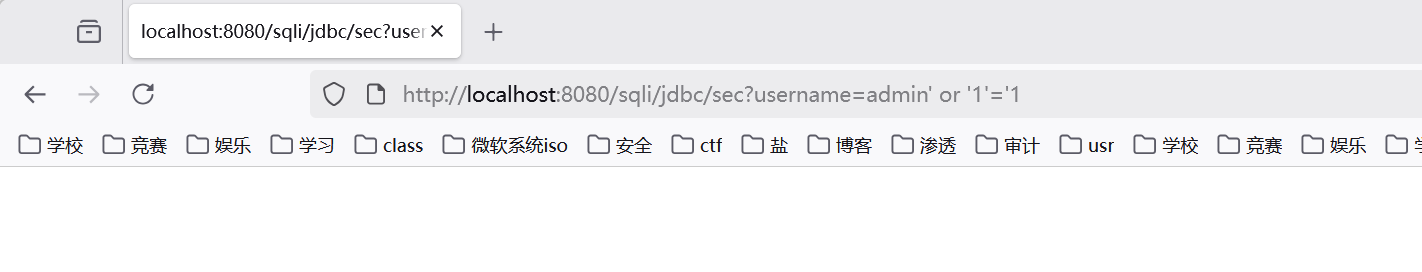 localhost:8080/sqli/jdbc/sec?user
http://localhost:8080/sqli/jdbc/sec?username=admin' or '1'='1
学校 竞赛 娱乐 学习 class 微软系统iso 安全 ctf 盐 博客 渗透 审计 usr 学校 竞赛 娱乐